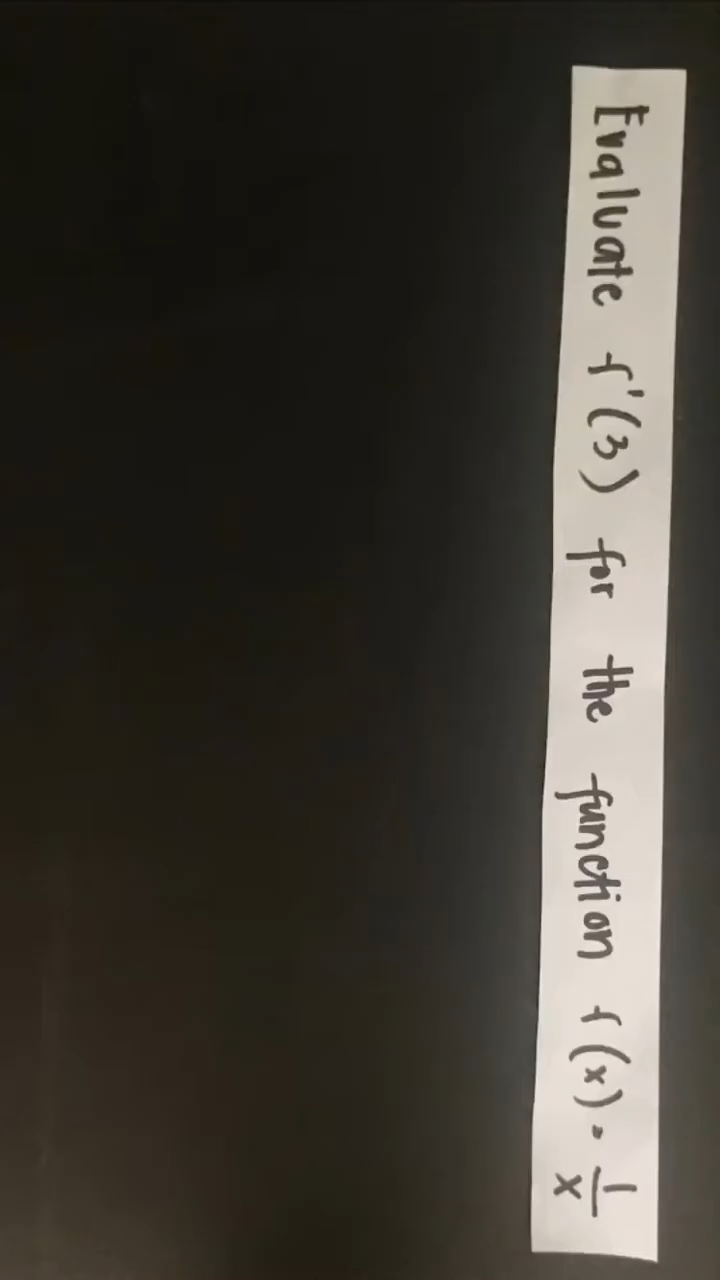 Evaluate f'(3) for the function f(x) = 1/x